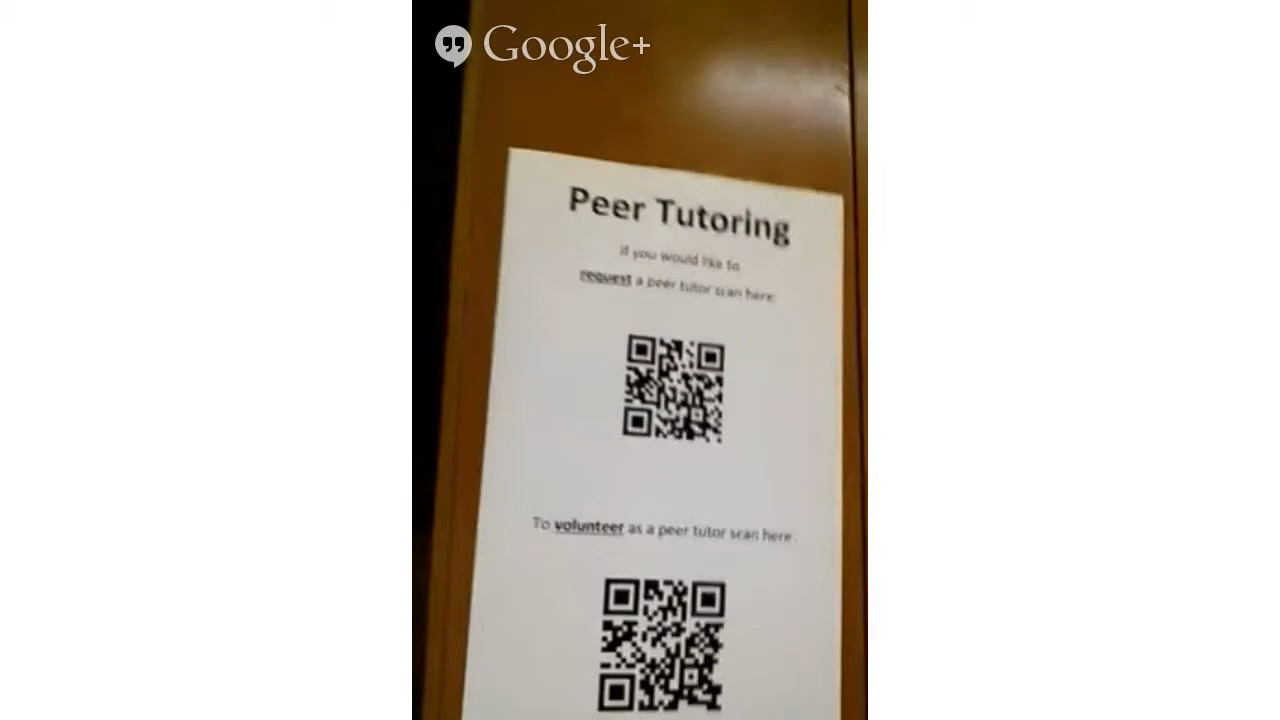 Google+
Peer Tutoring
If you would like to
request a peer tutor scan here:
To volunteer as a peer tutor scan here.